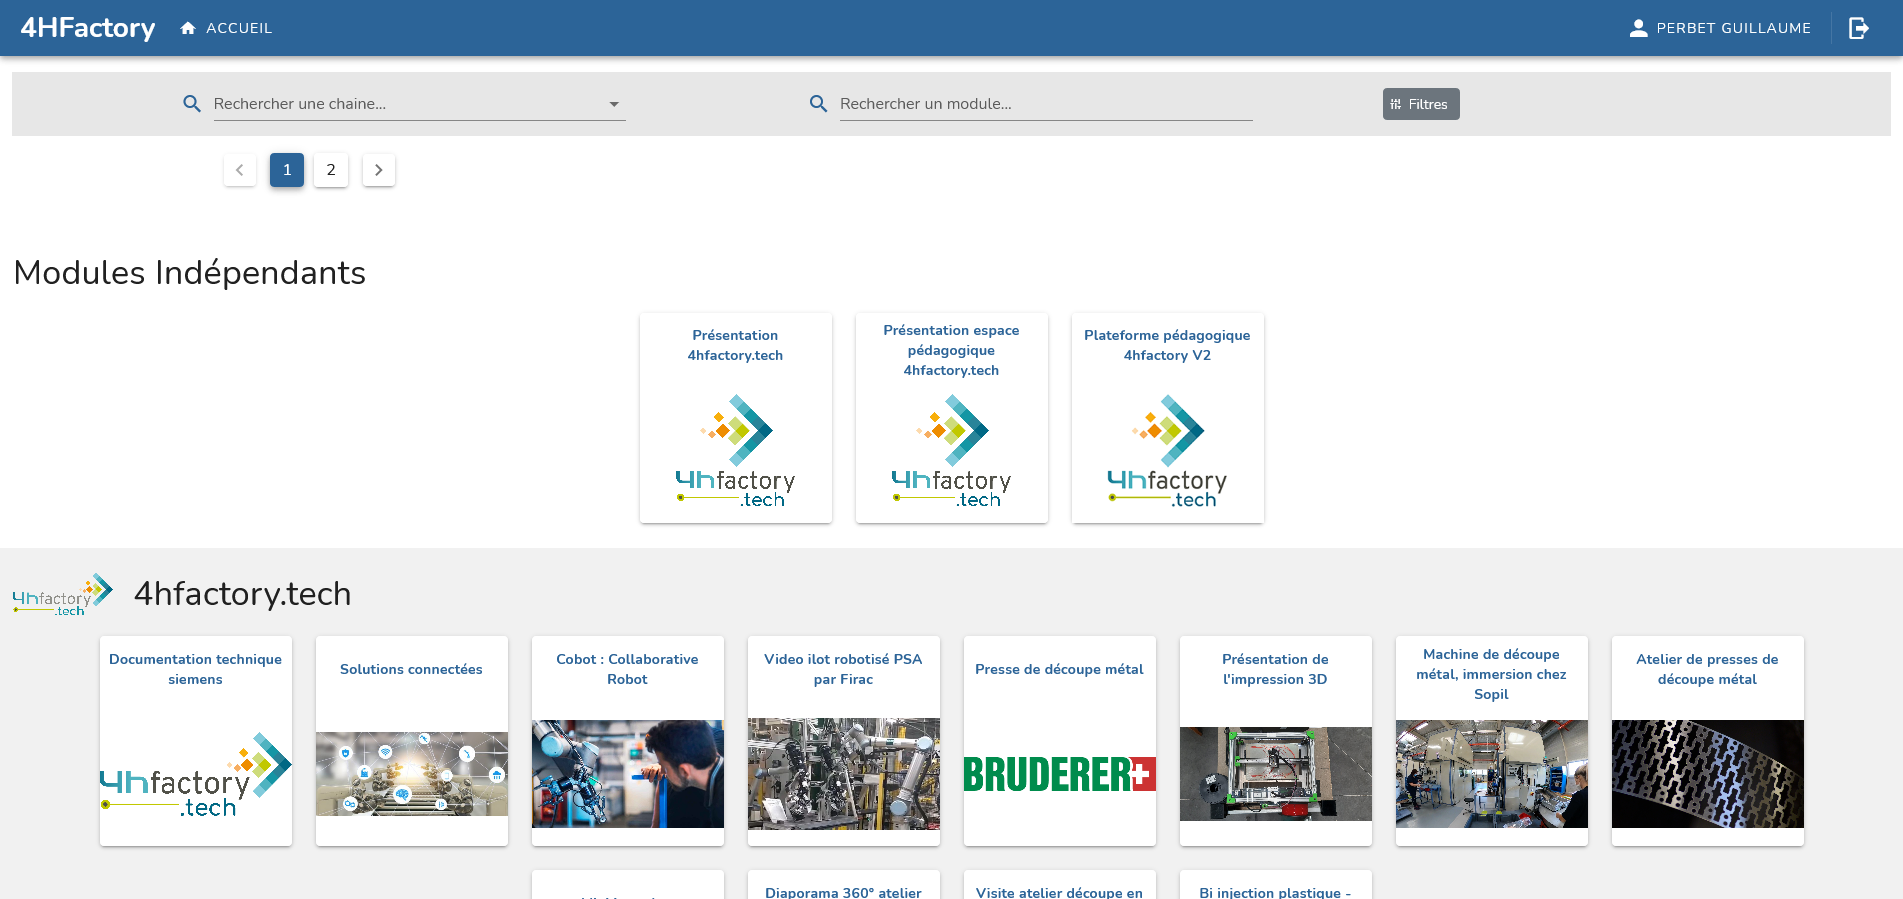 4HFactory
ACCUEIL
PERBET GUILLAUME
Rechercher une chaine...
Rechercher un module...
Filtres
1
2
Modules Indépendants
Présentation
4hfactory.tech
4hfactory
.tech
Présentation espace
pédagogique
4hfactory.tech
4hfactory
.tech
Plateforme pédagogique
4hfactory V2
4hfactory
.tech
4hfactory
.tech
4hfactory.tech
Documentation technique
siemens
4hfactory
.tech
Solutions connectées
Cobot : Collaborative
Robot
Video ilot robotisé PSA
par Firac
Presse de découpe métal
BRUDERER
Présentation de
l'impression 3D
Machine de découpe
métal, immersion chez
Sopil
Atelier de presses de
découpe métal
Diaporama 360° atelier
Visite atelier découpe en
Bi injection plastique -